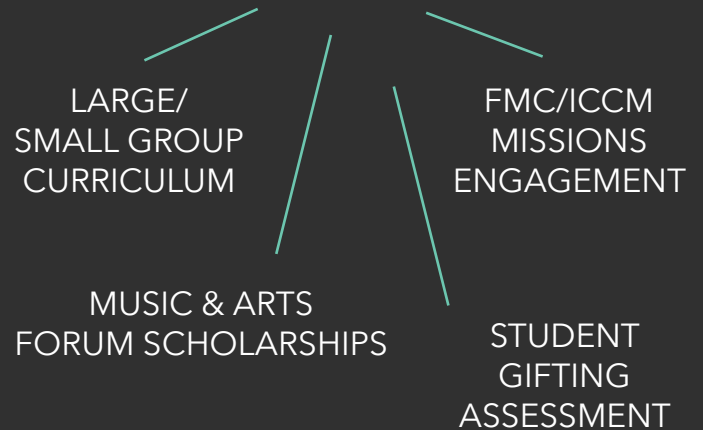 LARGE/
SMALL GROUP
CURRICULUM
FMC/ICCM
MISSIONS
ENGAGEMENT
MUSIC & ARTS
FORUM SCHOLARSHIPS
STUDENT
GIFTING
ASSESSMENT